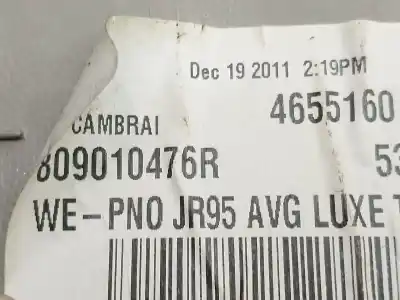 Dec 19 2011 2:19PM
CAMBRAI 4655160
809010476R 53
WE-PNO JR95 AVG LUXE